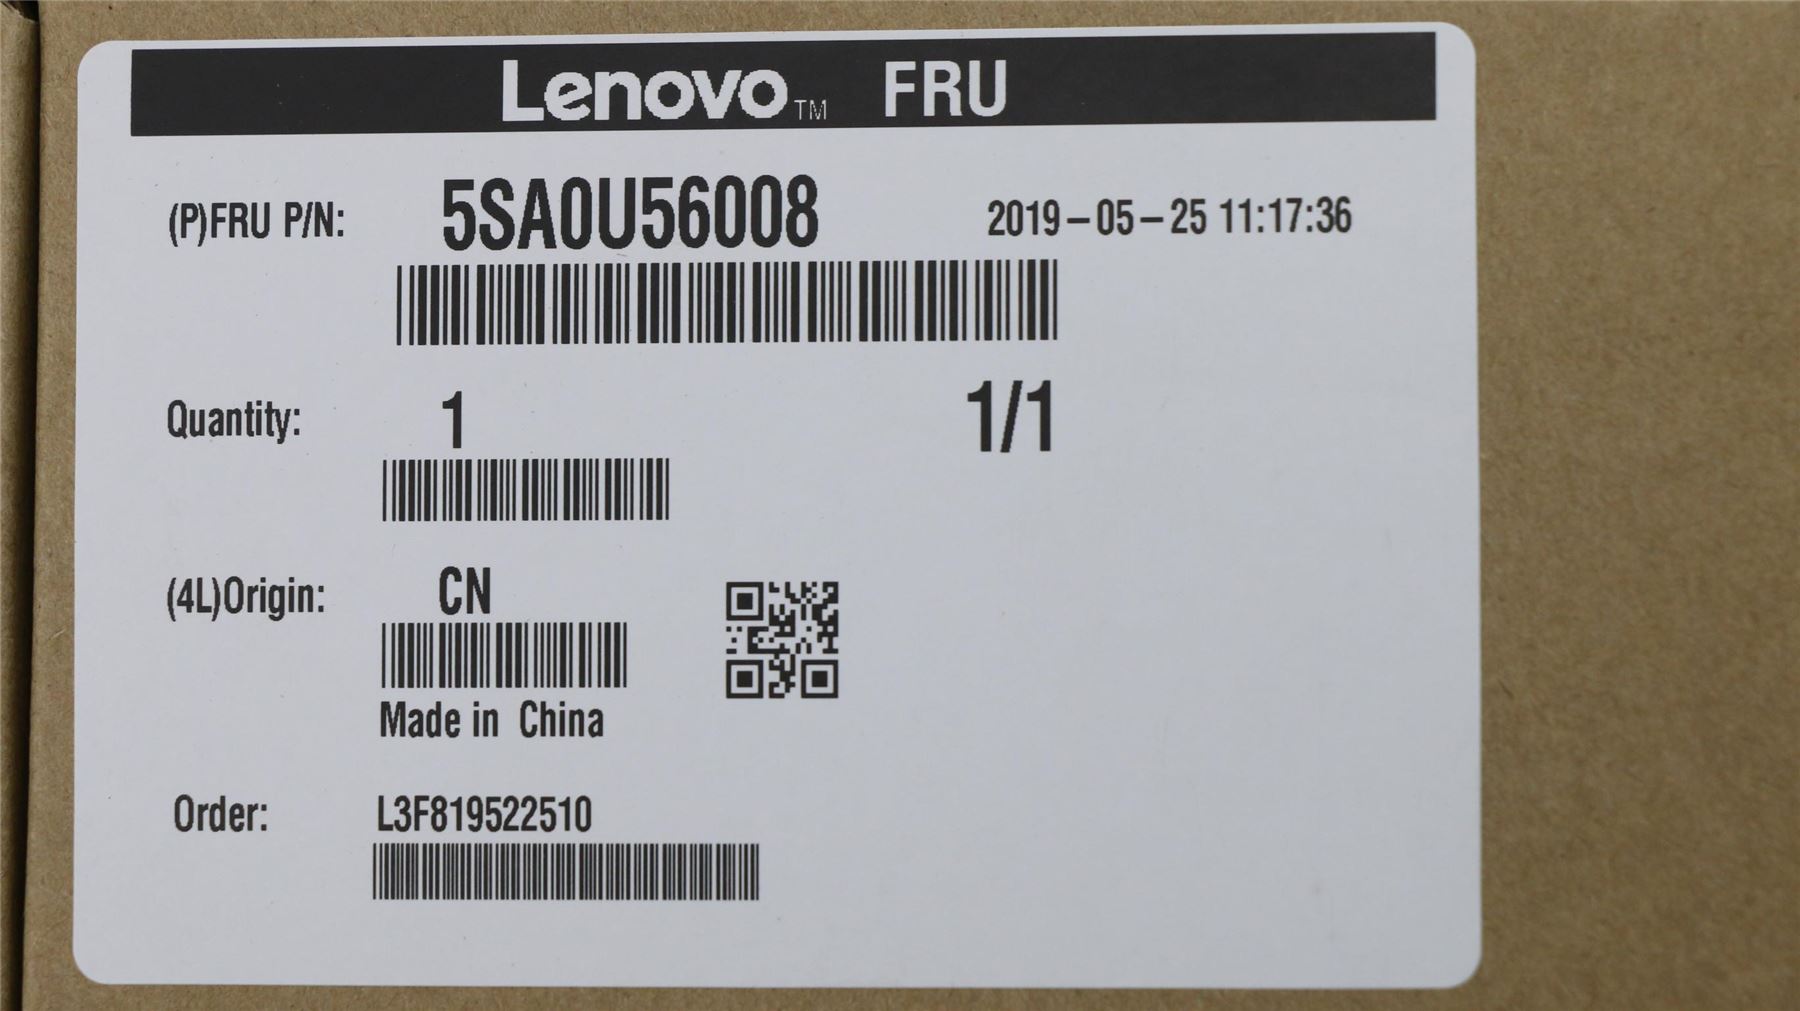 Lenovo™ FRU
(P)FRU P/N: 5SA0U56008 2019-05-25 11:17:36
Quantity: 1 1/1
(4L)Origin: CN
Made in China
Order: L3F819522510